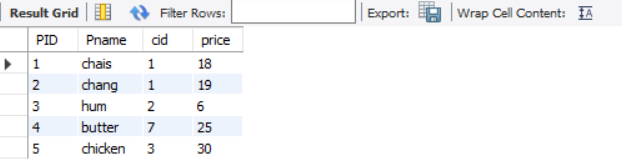 Result Grid Filter Rows: Export: Wrap Cell Content: IA
PID Pname cid price
1 chais 1 18
2 chang 1 19
3 hum 2 6
4 butter 7 25
5 chicken 3 30